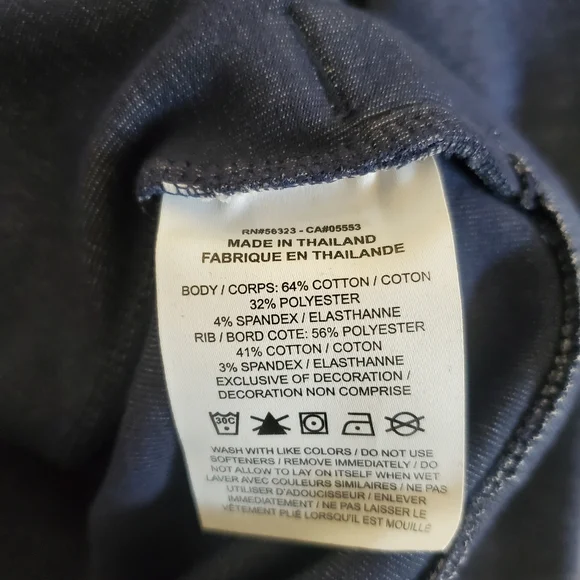 RN#56323 - CA#05553
MADE IN THAILAND
FABRIQUE EN THAILANDE
BODY / CORPS: 64% COTTON / COTON
32% POLYESTER
4% SPANDEX / ELASTHANNE
RIB / BORD COTE: 56% POLYESTER
41% COTTON / COTON
3% SPANDEX / ELASTHANNE
EXCLUSIVE OF DECORATION /
DECORATION NON COMPRISE
30C
WASH WITH LIKE COLORS / DO NOT USE
SOFTENERS / REMOVE IMMEDIATELY / DO
NOT ALLOW TO LAY ON ITSELF WHEN WET
LAVER AVEC COULEURS SIMILAIRES / NE PAS
UTILISER D'ADOUCISSEUR / ENLEVER
IMMÉDIATEMENT / NE PAS LAISSER LE
VÊTEMENT PLIÉ LORSQU'IL EST MOUILLÉ